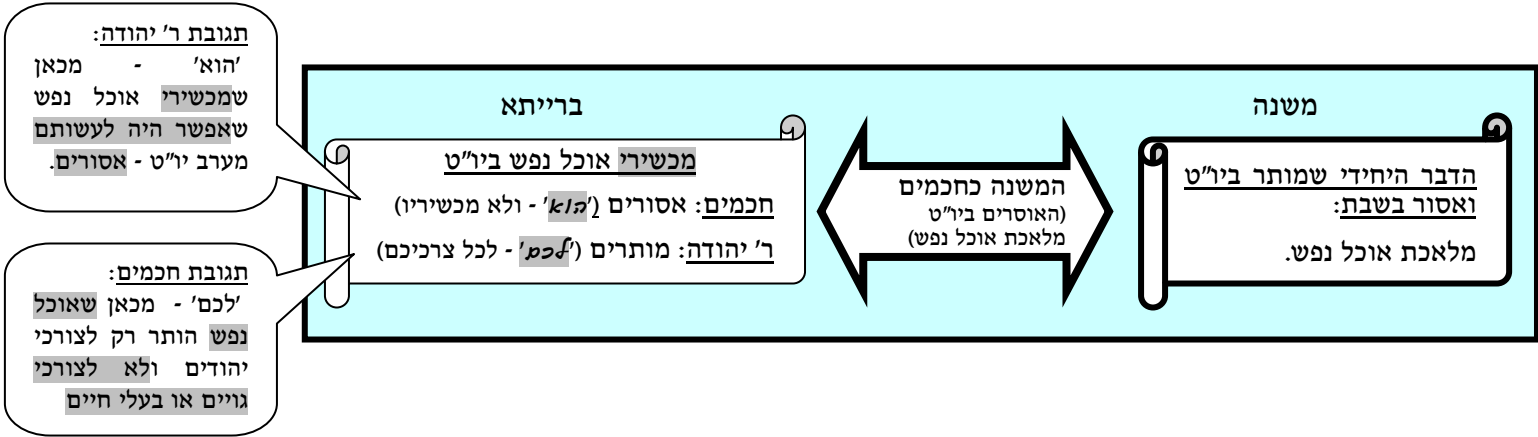 משנה
הדבר היחידי שמותר ביו"ט
ואסור בשבת:
מלאכת אוכל נפש.
המשנה כחכמים
(האוסרים ביו"ט
מלאכת אוכל נפש)
ברייתא
מכשירי אוכל נפש ביו"ט
חכמים: אסורים ('הוא' - ולא מכשיריו)
ר' יהודה: מותרים ('לכם' - לכל צרכיכם)
תגובת ר' יהודה:
'הוא' - מכאן
שמכשירי אוכל נפש
שאפשר היה לעשותם
מערב יו"ט - אסורים.
תגובת חכמים:
'לכם' - מכאן שאוכל
נפש הותר רק לצורכי
יהודים ולא לצורכי
גויים או בעלי חיים